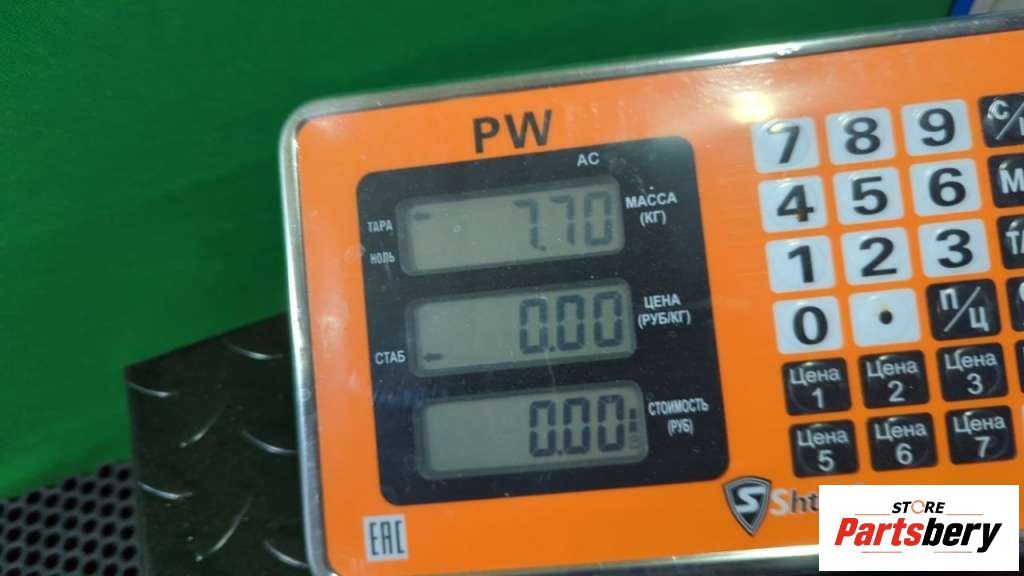 PW
AC
ТАРА
НОЛЬ
7.70
МАССА
(КГ)
СТАБ
0.00
ЦЕНА
(РУБ/КГ)
0.00
СТОИМОСТЬ
(РУБ)
7 8 9
4 5 6
1 2 3
0 . П/Ц
Цена 1 Цена 2 Цена 3
Цена 5 Цена 6 Цена 7
EAC
STORE
Partsbery